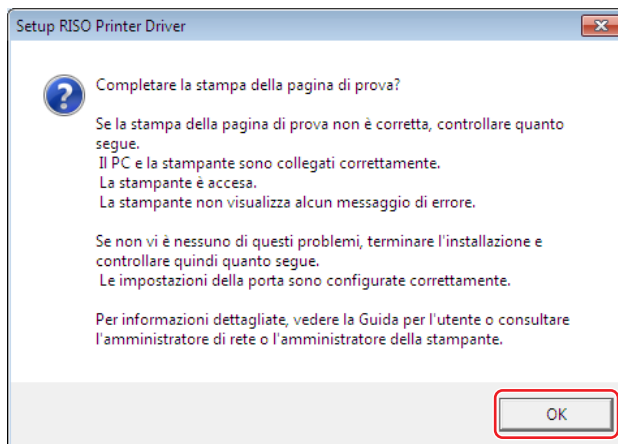 Setup RISO Printer Driver
Completare la stampa della pagina di prova?
Se la stampa della pagina di prova non è corretta, controllare quanto
segue.
Il PC e la stampante sono collegati correttamente.
La stampante è accesa.
La stampante non visualizza alcun messaggio di errore.
Se non vi è nessuno di questi problemi, terminare l'installazione e
controllare quindi quanto segue.
Le impostazioni della porta sono configurate correttamente.
Per informazioni dettagliate, vedere la Guida per l'utente o consultare
l'amministratore di rete o l'amministratore della stampante.
OK